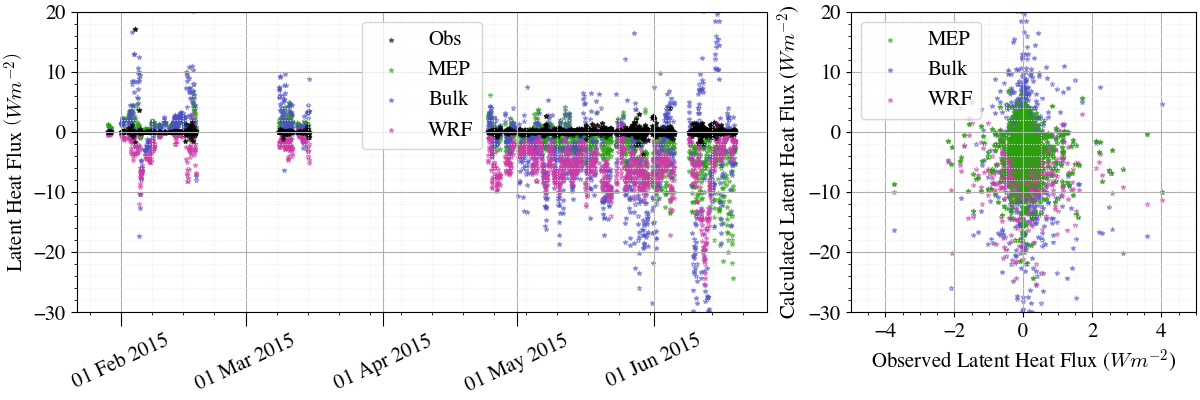 Latent Heat Flux (Wm⁻²)
20
10
0
−10
−20
−30
01 Feb 2015
01 Mar 2015
01 Apr 2015
01 May 2015
01 Jun 2015
Obs
MEP
Bulk
WRF
Calculated Latent Heat Flux (Wm⁻²)
20
10
0
−10
−20
−30
−4
−2
0
2
4
Observed Latent Heat Flux (Wm⁻²)
MEP
Bulk
WRF